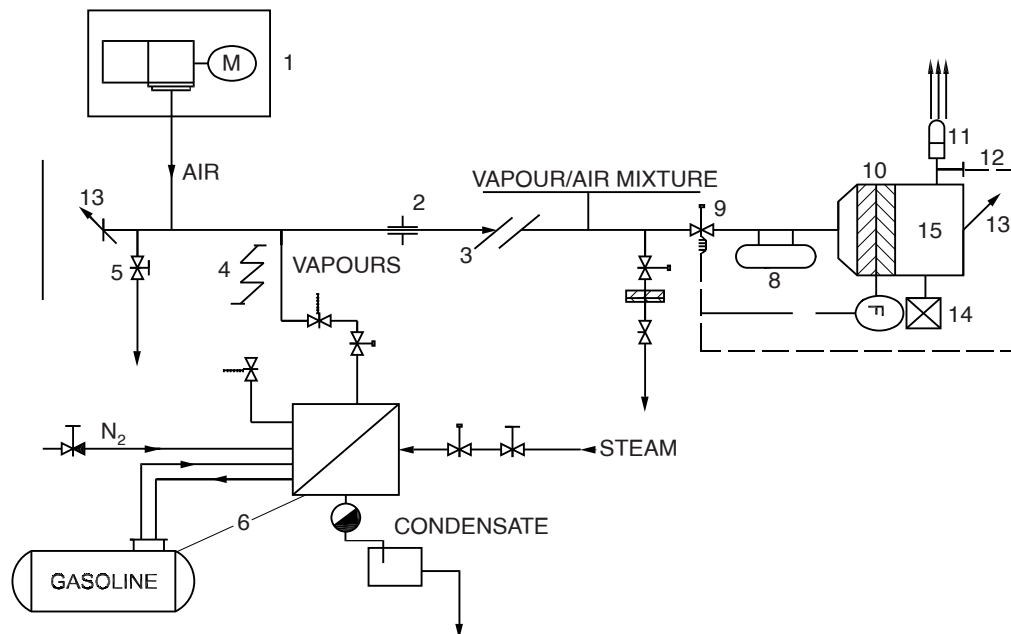 M
1
AIR
13
2
VAPOUR/AIR MIXTURE
3
9
10
11
12
13
15
5
4
VAPOURS
8
F
14
N₂
STEAM
6
CONDENSATE
GASOLINE